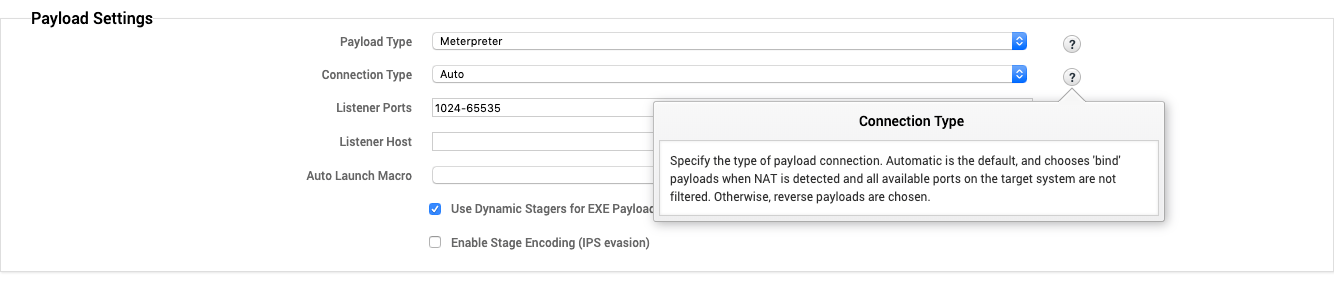 Payload Settings
Payload Type
Meterpreter
?
Connection Type
Auto
?
Listener Ports
1024-65535
Listener Host
Auto Launch Macro
Connection Type
Specify the type of payload connection. Automatic is the default, and chooses 'bind'
payloads when NAT is detected and all available ports on the target system are not
filtered. Otherwise, reverse payloads are chosen.
Use Dynamic Stagers for EXE Payload
Enable Stage Encoding (IPS evasion)